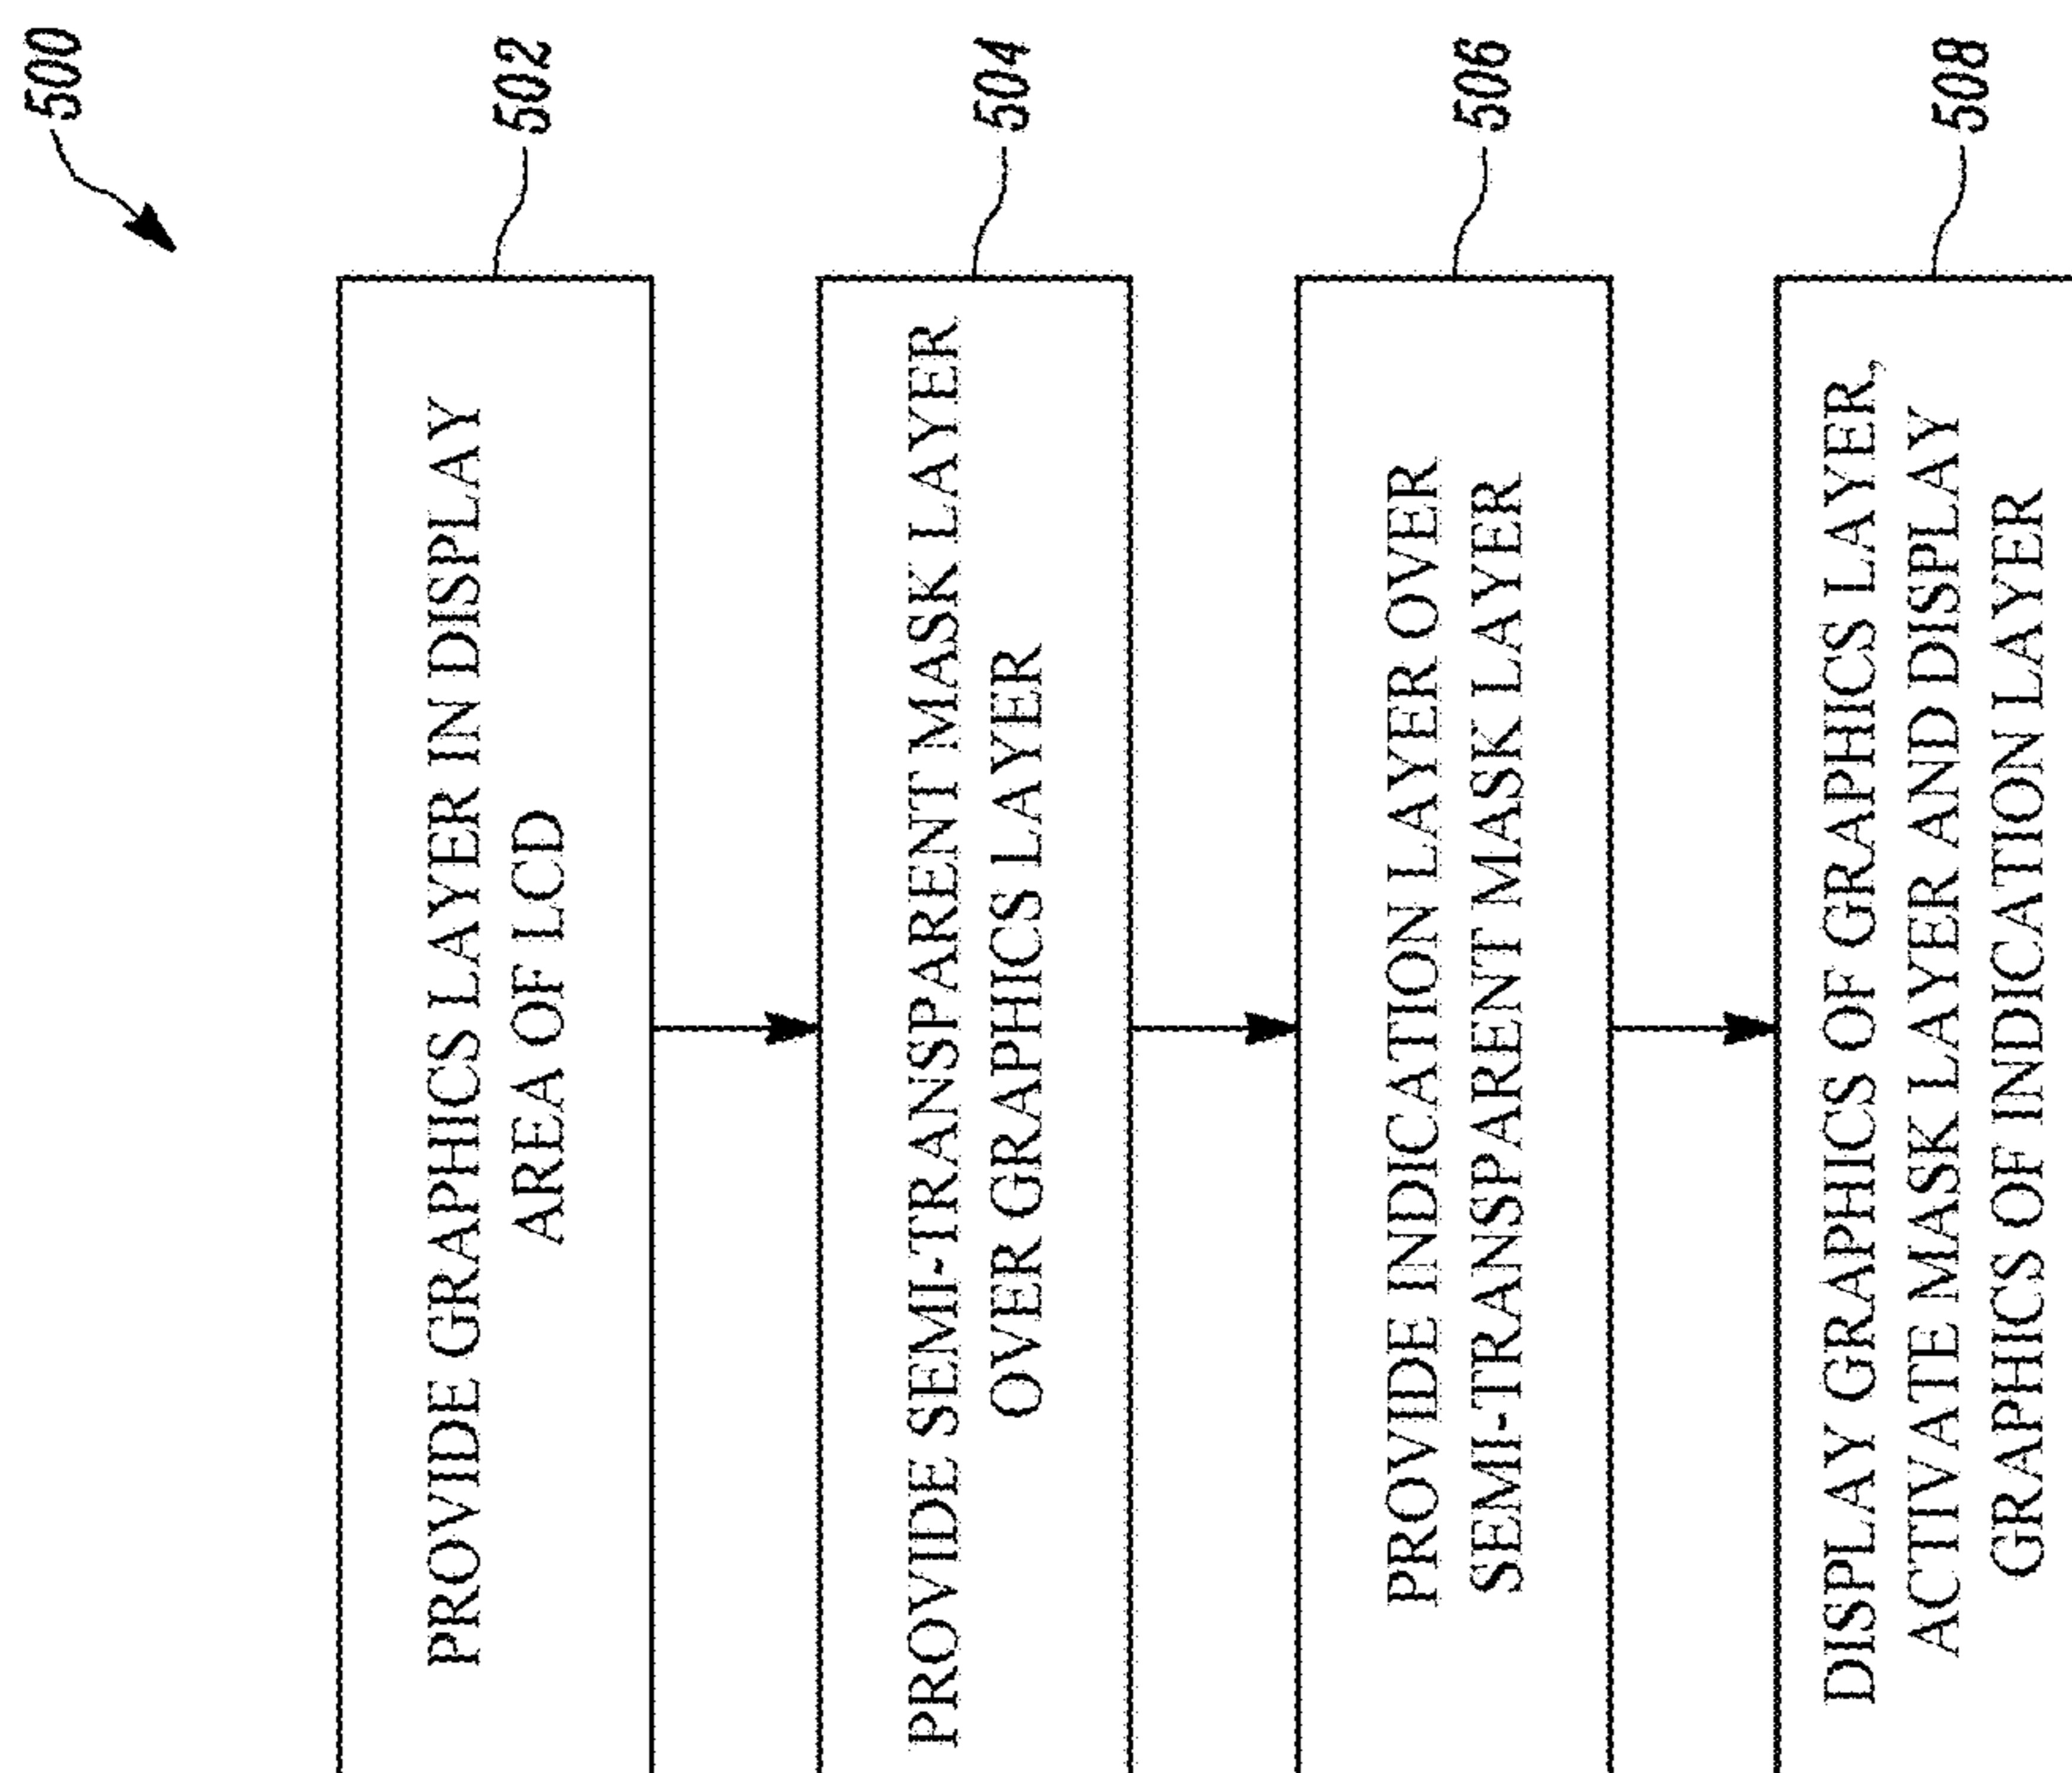 500
PROVIDE GRAPHICS LAYER IN DISPLAY
AREA OF LCD
502
PROVIDE SEMI-TRANSPARENT MASK LAYER
OVER GRAPHICS LAYER
504
PROVIDE INDICATION LAYER OVER
SEMI-TRANSPARENT MASK LAYER
506
DISPLAY GRAPHICS OF GRAPHICS LAYER,
ACTIVATE MASK LAYER AND DISPLAY
GRAPHICS OF INDICATION LAYER
508